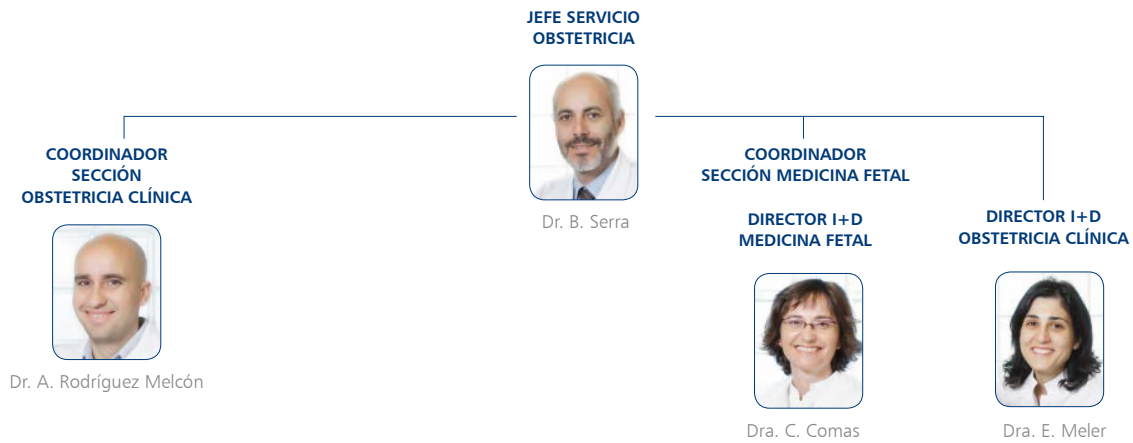 JEFE SERVICIO
OBSTETRICIA
Dr. B. Serra
COORDINADOR
SECCIÓN
OBSTETRICIA CLÍNICA
Dr. A. Rodríguez Melcón
COORDINADOR
SECCIÓN MEDICINA FETAL
DIRECTOR I+D
MEDICINA FETAL
Dra. C. Comas
DIRECTOR I+D
OBSTETRICIA CLÍNICA
Dra. E. Meler